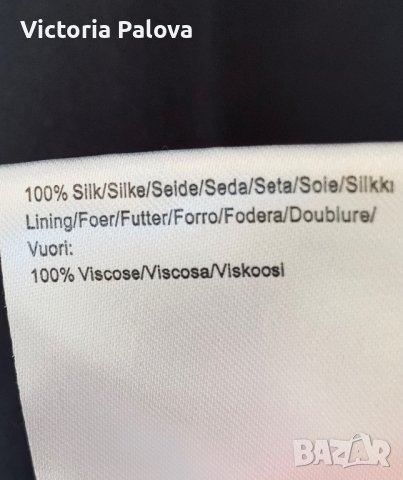 Victoria Palova
100% Silk/Silke/Seide/Seda/Seta/Soie/Silkki
Lining/Foer/Futter/Forro/Fodera/Doublure/
Vuori:
100% Viscose/Viscosa/Viskoosi
BAZAR